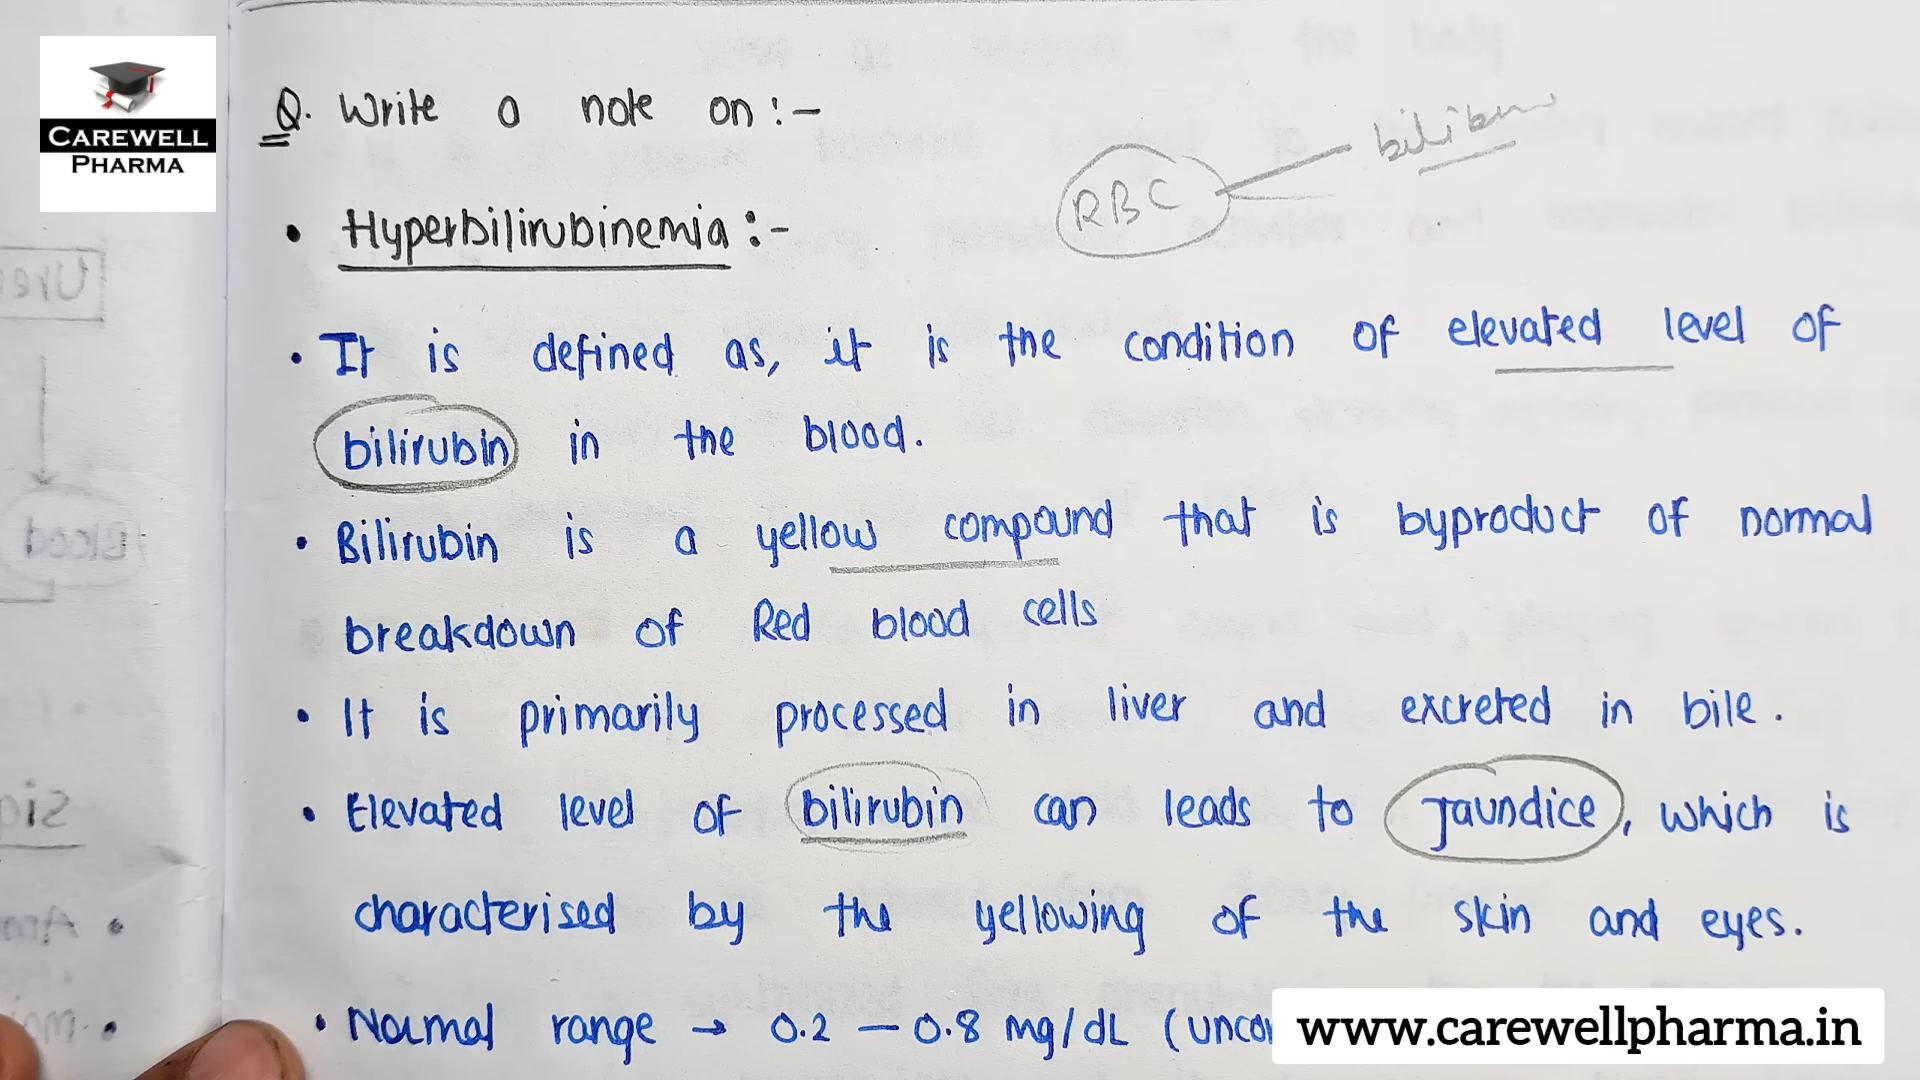 CAREWELL
PHARMA
Q. Write a note on :-
RBC
• Hyperbilirubinemia :-
• It is defined as, it is the condition of elevated level of
bilirubin in the blood.
• Bilirubin is a yellow compound that is byproduct of normal
breakdown of Red blood cells
• It is primarily processed in liver and excreted in bile.
• Elevated level of bilirubin can leads to Jaundice, which is
characterised by the yellowing of the skin and eyes.
• Normal range → 0.2 – 0.8 mg/dL (uncon
www.carewellpharma.in